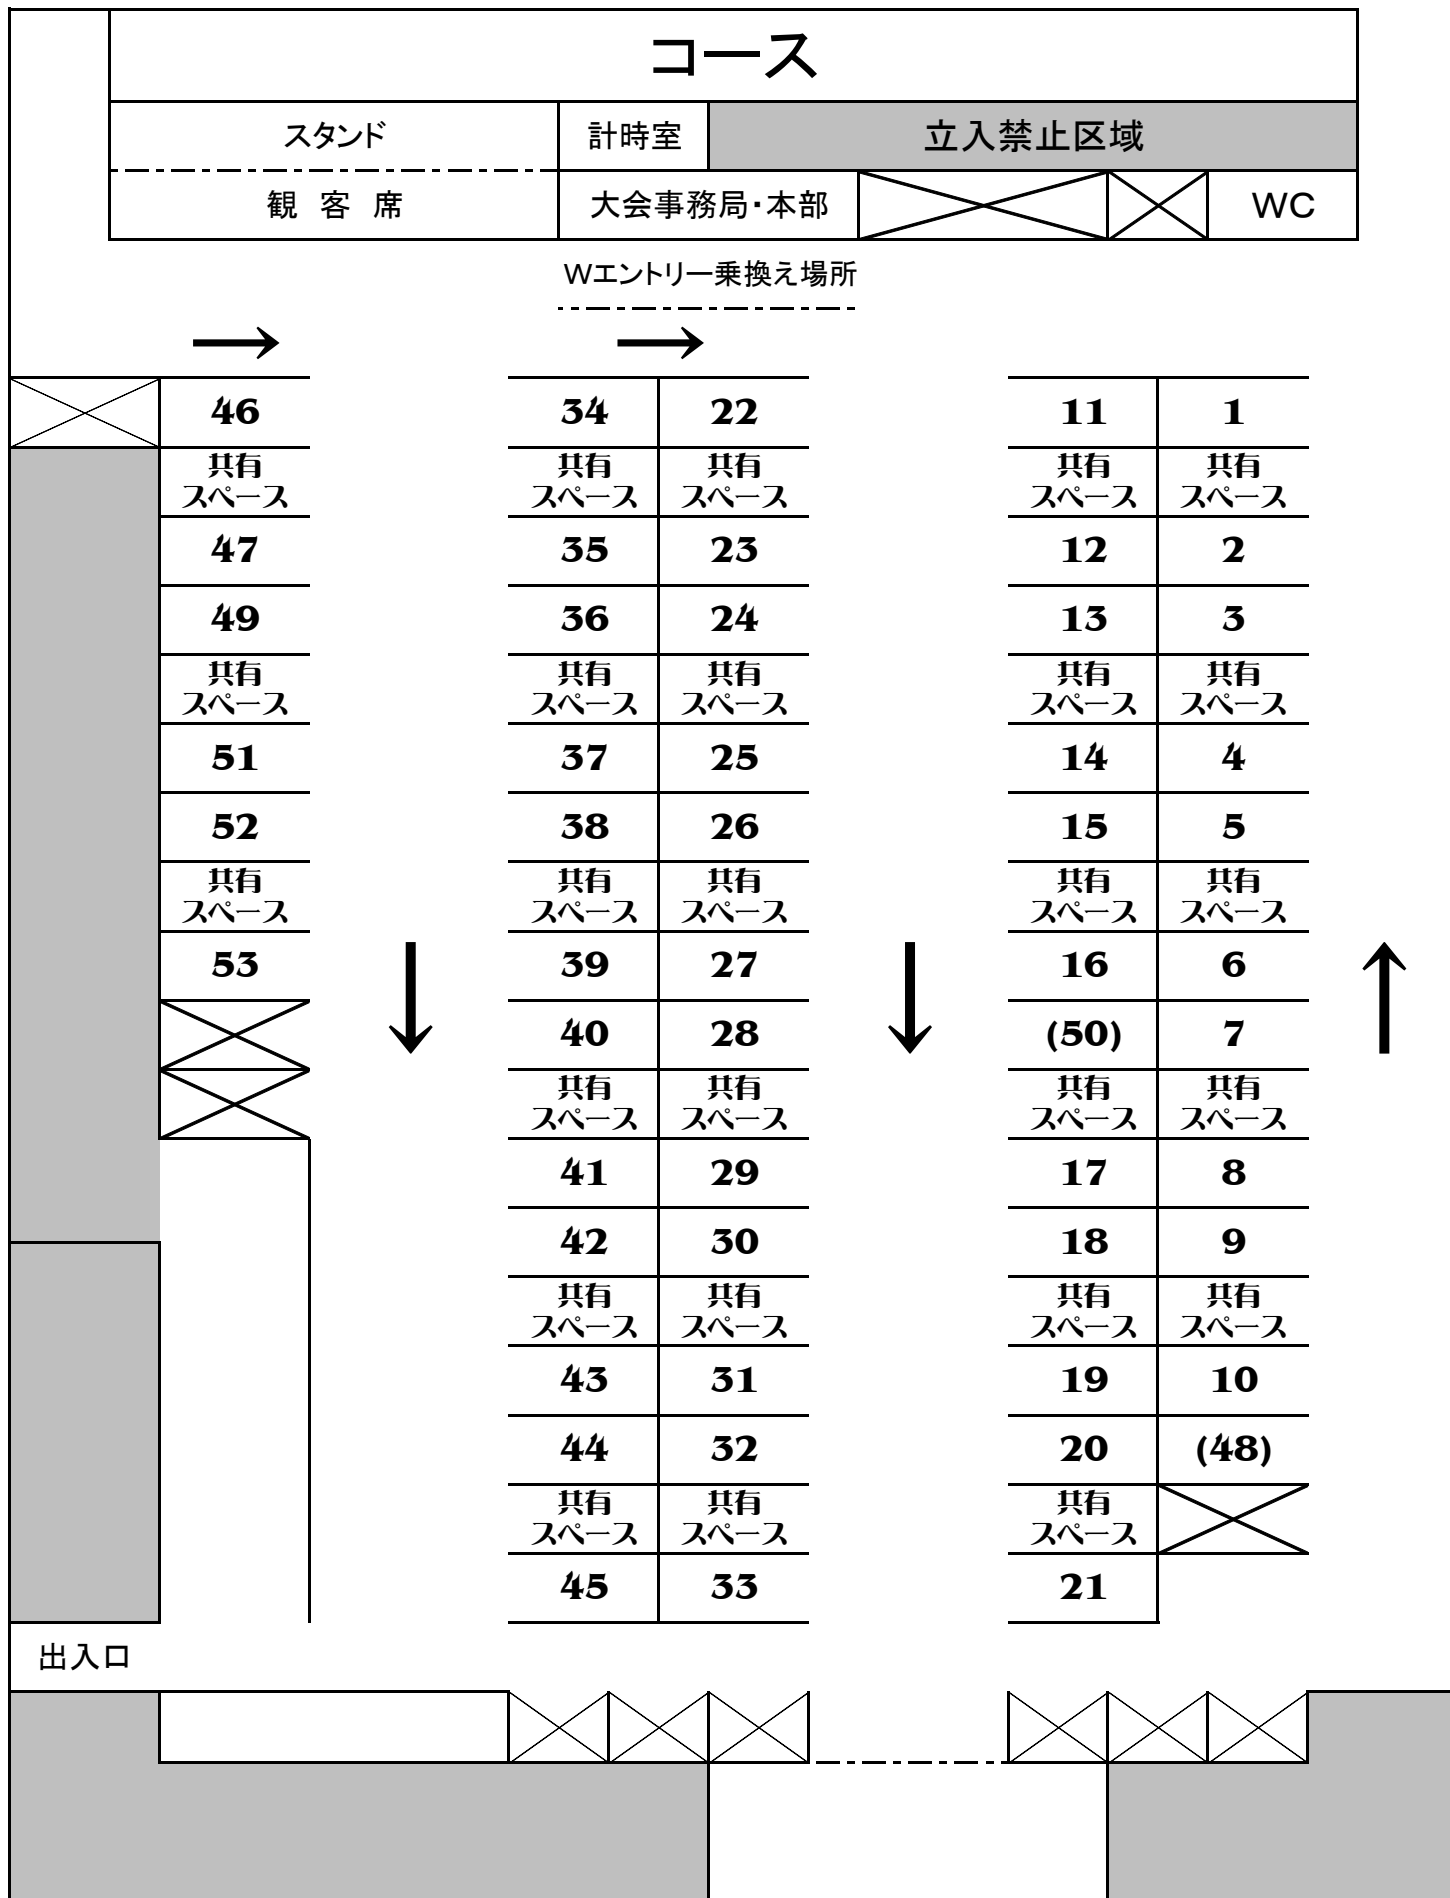 コース
スタンド 計時室 立入禁止区域
観 客 席 大会事務局・本部 WC
Wエントリー乗換え場所
46 34 22 11 1
共有 共有 共有 共有 共有
スペース スペース スペース スペース スペース
47 35 23 12 2
49 36 24 13 3
共有 共有 共有 共有 共有
スペース スペース スペース スペース スペース
51 37 25 14 4
52 38 26 15 5
共有 共有 共有 共有 共有
スペース スペース スペース スペース スペース
53 39 27 16 6
40 28 (50) 7
共有 共有 共有 共有
スペース スペース スペース スペース
41 29 17 8
42 30 18 9
共有 共有 共有 共有
スペース スペース スペース スペース
43 31 19 10
44 32 20 (48)
共有 共有 共有
スペース スペース スペース
45 33 21
出入口